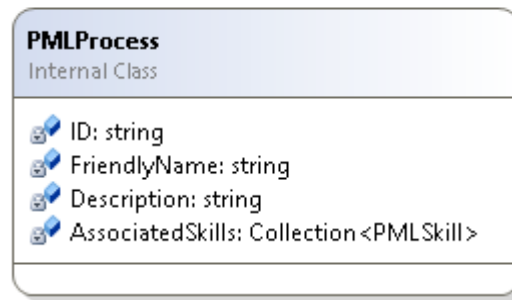 PMLProcess
Internal Class
ID: string
FriendlyName: string
Description: string
AssociatedSkills: Collection<PMLSkill>